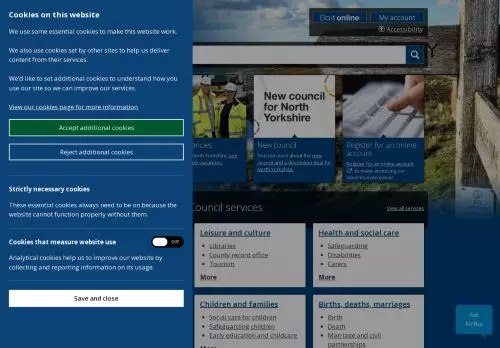 Cookies on this website
We use some essential cookies to make this website work.
We also use cookies set by other sites to help us deliver
content from their services.
We'd like to set additional cookies to understand how you
use our site so we can improve our services.
View our cookies page for more information
Accept additional cookies
Reject additional cookies
Strictly necessary cookies
These essential cookies always need to be on because the
website cannot function properly without them.
Cookies that measure website use
OFF
Analytical cookies help us to improve our website by
collecting and reporting information on its usage.
Save and close
Do it online
My account
Accessibility
New council
for North
Yorkshire
New council
Find out more about the new
council and a devolution deal for
North Yorkshire.
Register for an online
account
Register for an online account
, to make accessing our
services even easier.
Council services
View all services
Leisure and culture
Libraries
County record office
Tourism
More
Health and social care
Safeguarding
Disabilities
Carers
More
Children and families
Social care for children
Safeguarding children
Early education and childcare
More
Births, deaths, marriages
Birth
Death
Marriage and civil
partnerships
Ask
NYBot